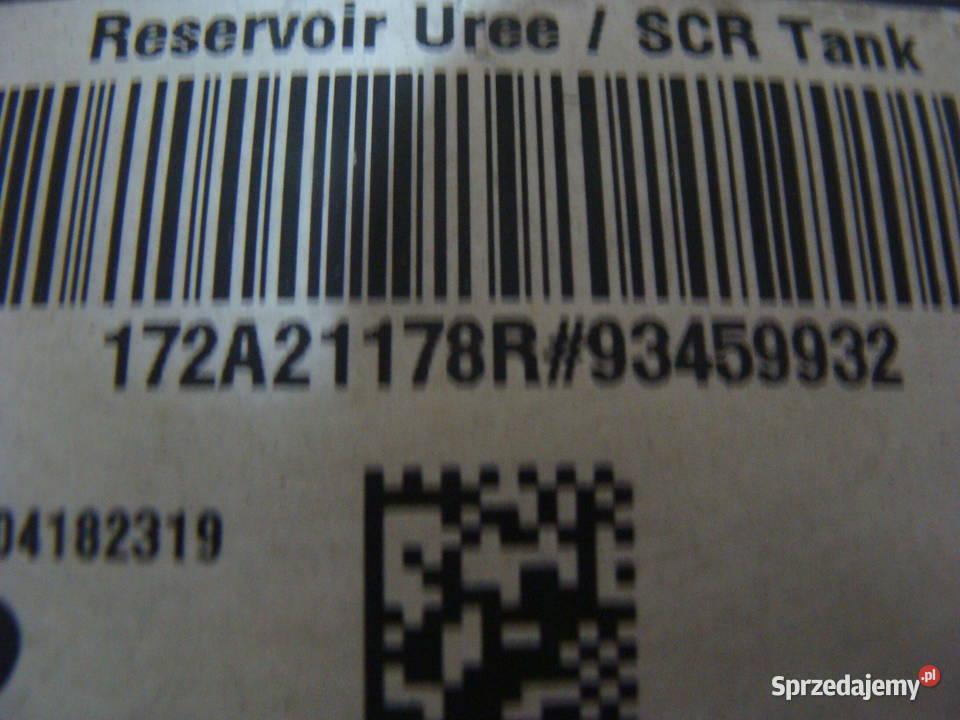 Reservoir Uree / SCR Tank
172A21178R#93459932
04182319
Sprzedajemy.pl